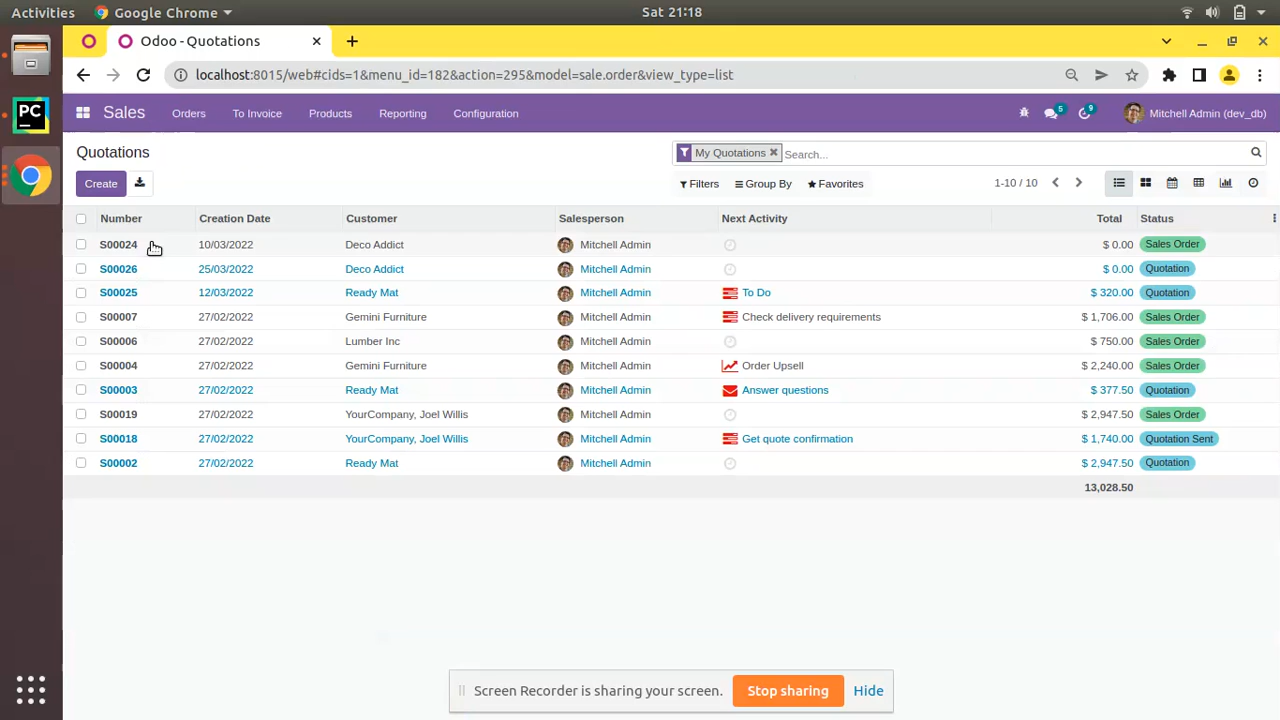 Activities Google Chrome Sat 21:18
Odoo - Quotations
localhost:8015/web#cids=1&menu_id=182&action=295&model=sale.order&view_type=list
PC
Sales Orders To Invoice Products Reporting Configuration 5 9 Mitchell Admin (dev_db)
Quotations My Quotations Search...
Create Filters Group By Favorites 1-10 / 10
Number Creation Date Customer Salesperson Next Activity Total Status
S00024 10/03/2022 Deco Addict Mitchell Admin $ 0.00 Sales Order
S00026 25/03/2022 Deco Addict Mitchell Admin $ 0.00 Quotation
S00025 12/03/2022 Ready Mat Mitchell Admin To Do $ 320.00 Quotation
S00007 27/02/2022 Gemini Furniture Mitchell Admin Check delivery requirements $ 1,706.00 Sales Order
S00006 27/02/2022 Lumber Inc Mitchell Admin $ 750.00 Sales Order
S00004 27/02/2022 Gemini Furniture Mitchell Admin Order Upsell $ 2,240.00 Sales Order
S00003 27/02/2022 Ready Mat Mitchell Admin Answer questions $ 377.50 Quotation
S00019 27/02/2022 YourCompany, Joel Willis Mitchell Admin $ 2,947.50 Sales Order
S00018 27/02/2022 YourCompany, Joel Willis Mitchell Admin Get quote confirmation $ 1,740.00 Quotation Sent
S00002 27/02/2022 Ready Mat Mitchell Admin $ 2,947.50 Quotation
13,028.50
Screen Recorder is sharing your screen. Stop sharing Hide